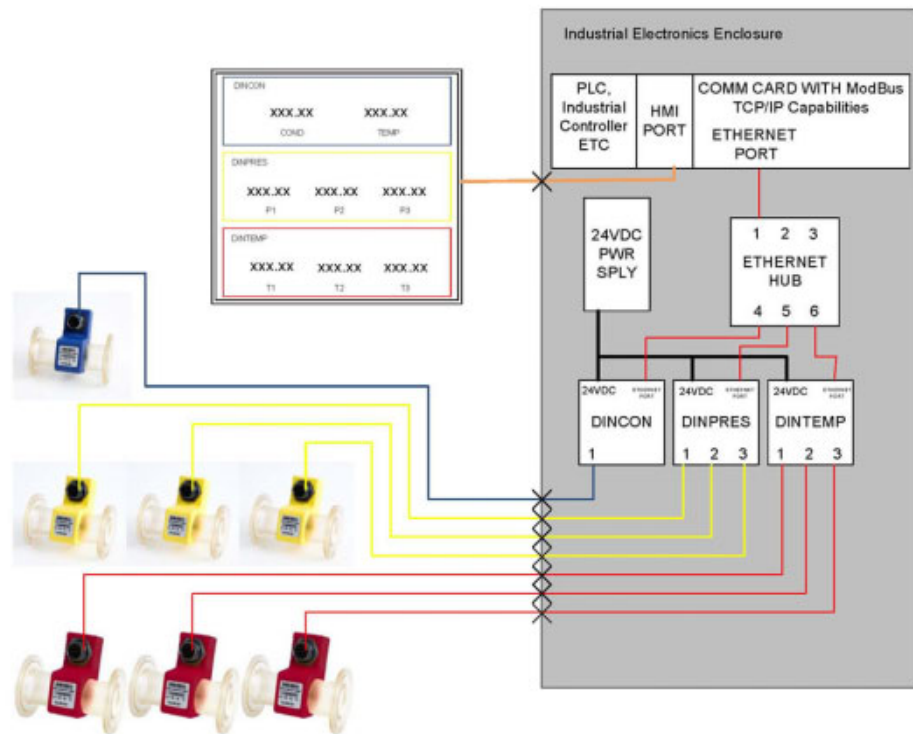 Industrial Electronics Enclosure
PLC,
Industrial
Controller
ETC
HMI
PORT
COMM CARD WITH ModBus
TCP/IP Capabilities
ETHERNET
PORT
DINCON
XXX.XX XXX.XX
COND TEMP
DINPRES
XXX.XX XXX.XX XXX.XX
P1 P2 P3
DINTEMP
XXX.XX XXX.XX XXX.XX
T1 T2 T3
24VDC
PWR
SPLY
1 2 3
ETHERNET
HUB
4 5 6
24VDC ETHERNET
PORT
DINCON
1
24VDC ETHERNET
PORT
DINPRES
1 2 3
24VDC ETHERNET
PORT
DINTEMP
1 2 3